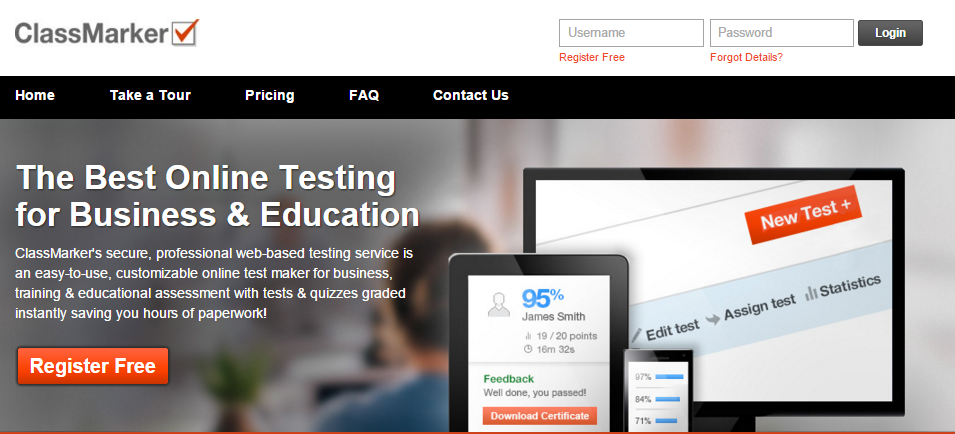 ClassMarker
Username
Password
Login
Register Free
Forgot Details?
Home
Take a Tour
Pricing
FAQ
Contact Us
The Best Online Testing
for Business & Education
ClassMarker's secure, professional web-based testing service is
an easy-to-use, customizable online test maker for business,
training & educational assessment with tests & quizzes graded
instantly saving you hours of paperwork!
Register Free
New Test +
Edit test
Assign test
Statistics
95%
James Smith
19 / 20 points
16m 32s
Feedback
Well done, you passed!
Download Certificate
97%
84%
71%